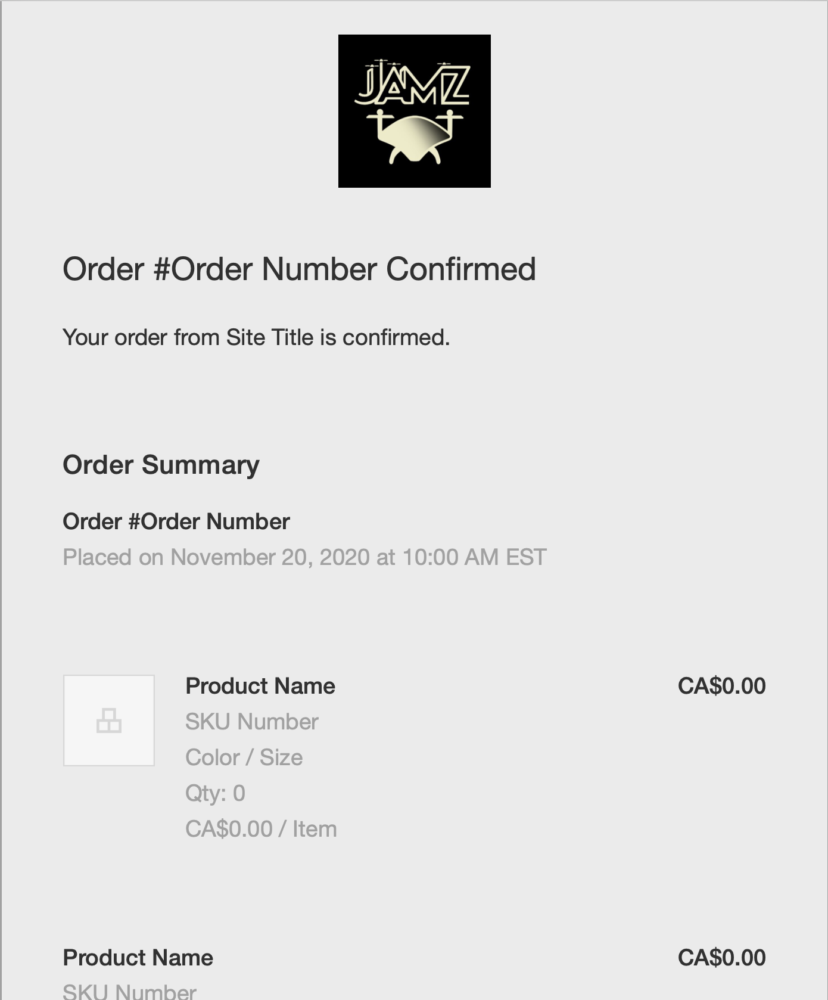 JAMZ
Order #Order Number Confirmed
Your order from Site Title is confirmed.
Order Summary
Order #Order Number
Placed on November 20, 2020 at 10:00 AM EST
Product Name CA$0.00
SKU Number
Color / Size
Qty: 0
CA$0.00 / Item
Product Name CA$0.00
SKU Number